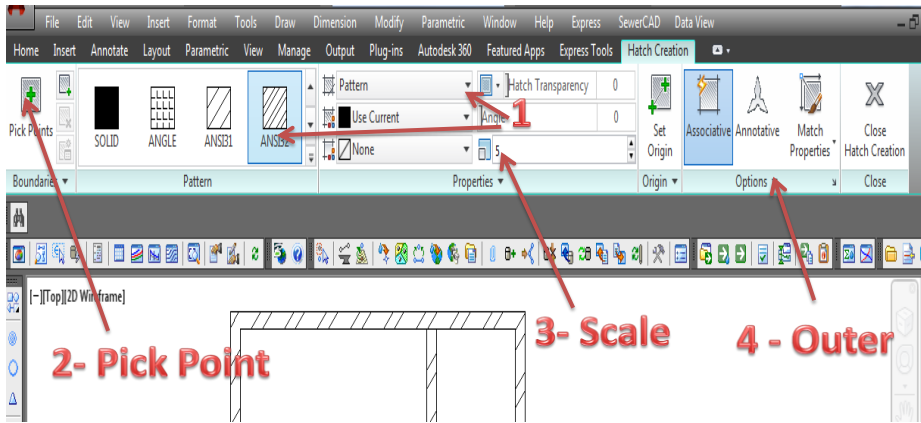 File Edit View Insert Format Tools Draw Dimension Modify Parametric Window Help Express SewerCAD Data View
Home Insert Annotate Layout Parametric View Manage Output Plug-ins Autodesk 360 Featured Apps Express Tools Hatch Creation
Pattern Hatch Transparency 0
1
Use Current Angle 0
None 5
Pick Points SOLID ANGLE ANSI31 ANSI32
Set Origin Associative Annotative Match Properties Close Hatch Creation
Boundaries Pattern Properties Origin Options Close
[−][Top][2D Wireframe]
2- Pick Point
3- Scale
4 - Outer